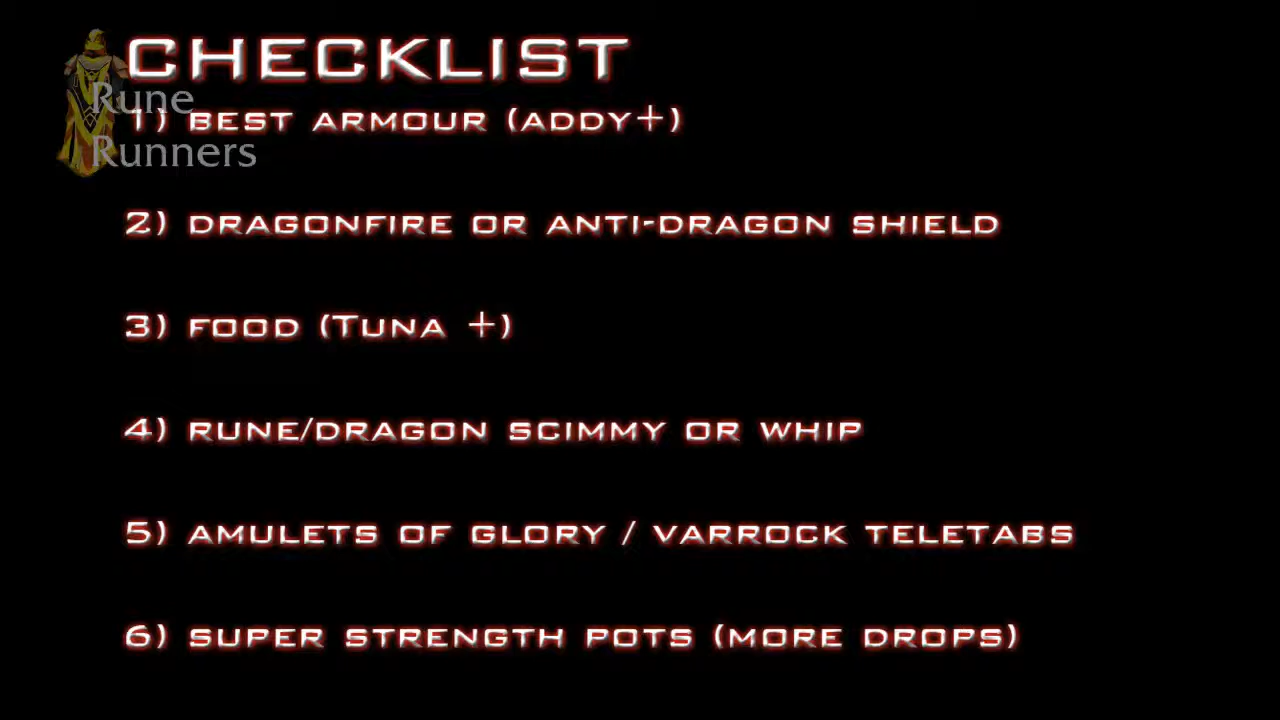 CHECKLIST
Rune
1) BEST ARMOUR (ADDY+)
Runners
2) DRAGONFIRE OR ANTI-DRAGON SHIELD
3) FOOD (TUNA +)
4) RUNE/DRAGON SCIMMY OR WHIP
5) AMULETS OF GLORY / VARROCK TELETABS
6) SUPER STRENGTH POTS (MORE DROPS)